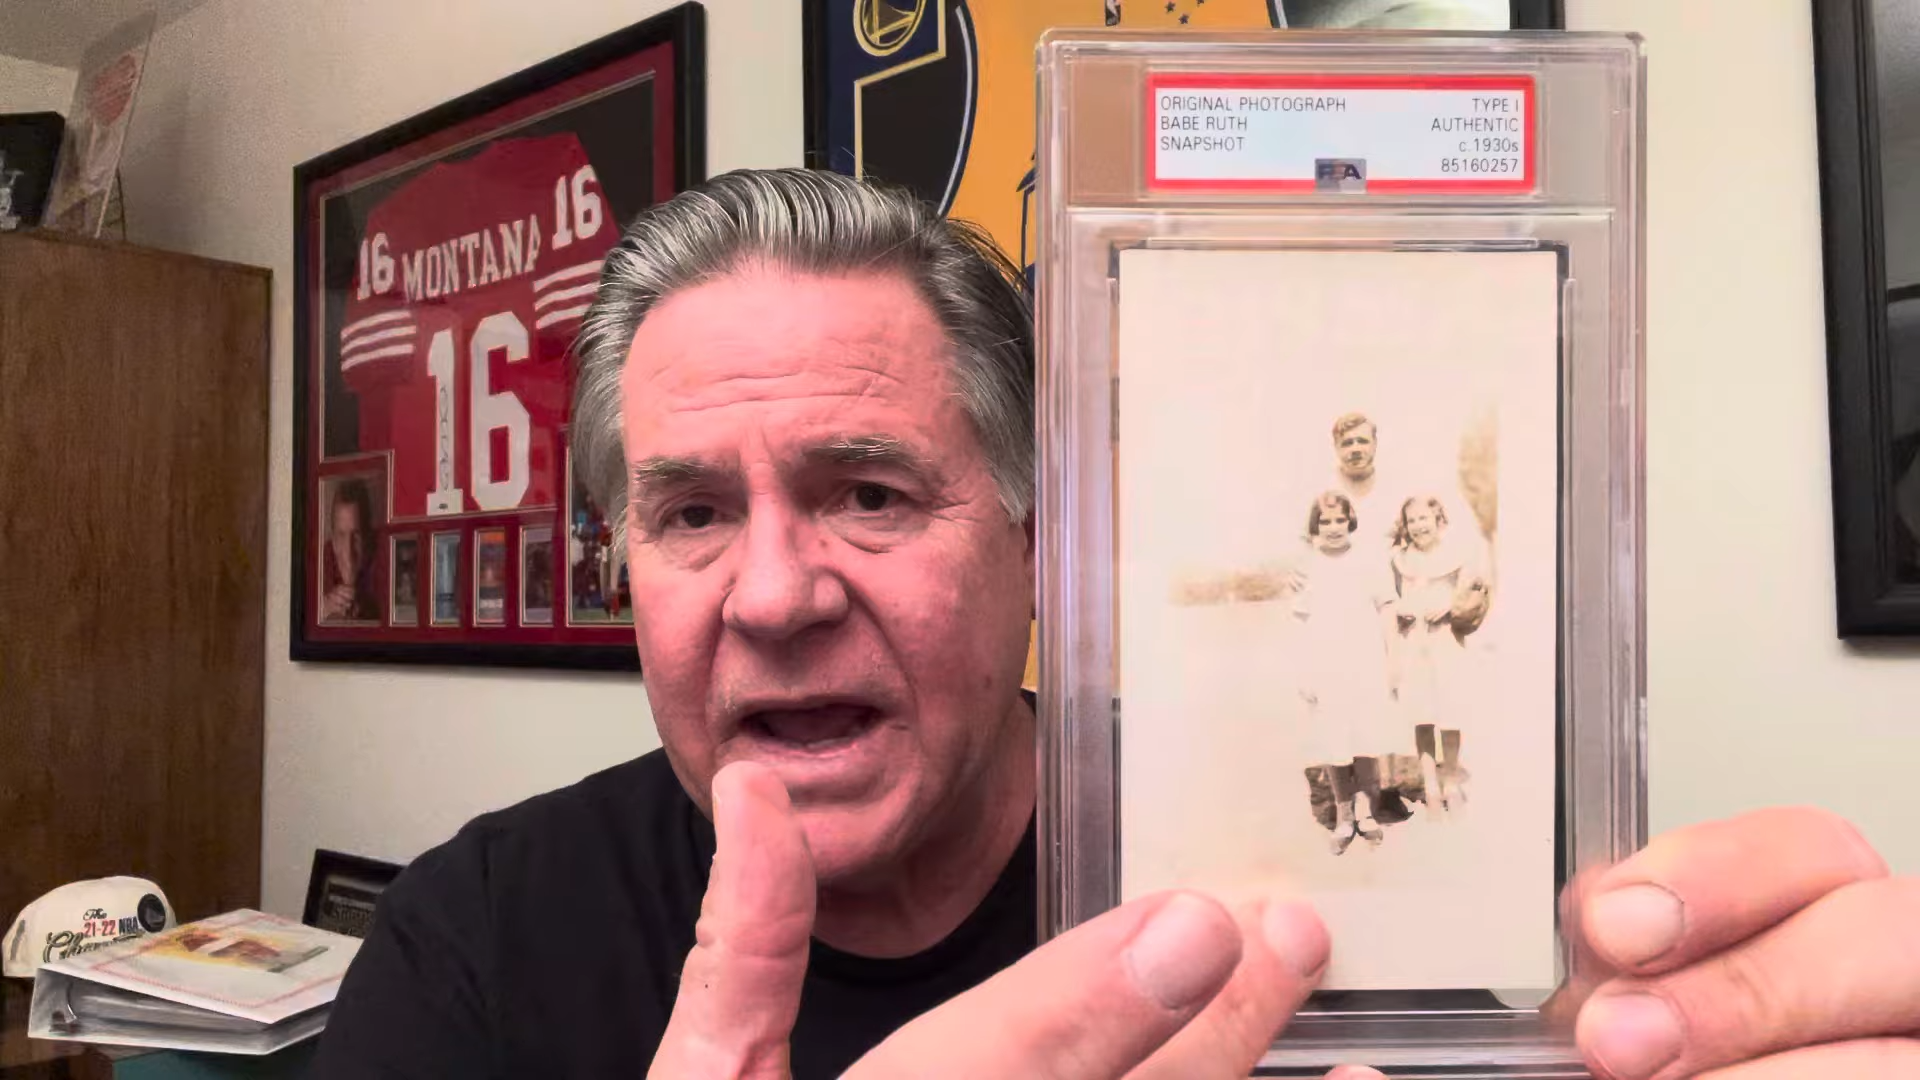 ORIGINAL PHOTOGRAPH TYPE I
BABE RUTH AUTHENTIC
SNAPSHOT c.1930s
PSA 85160257
16 MONTANA 16
16
The
21-22 NBA